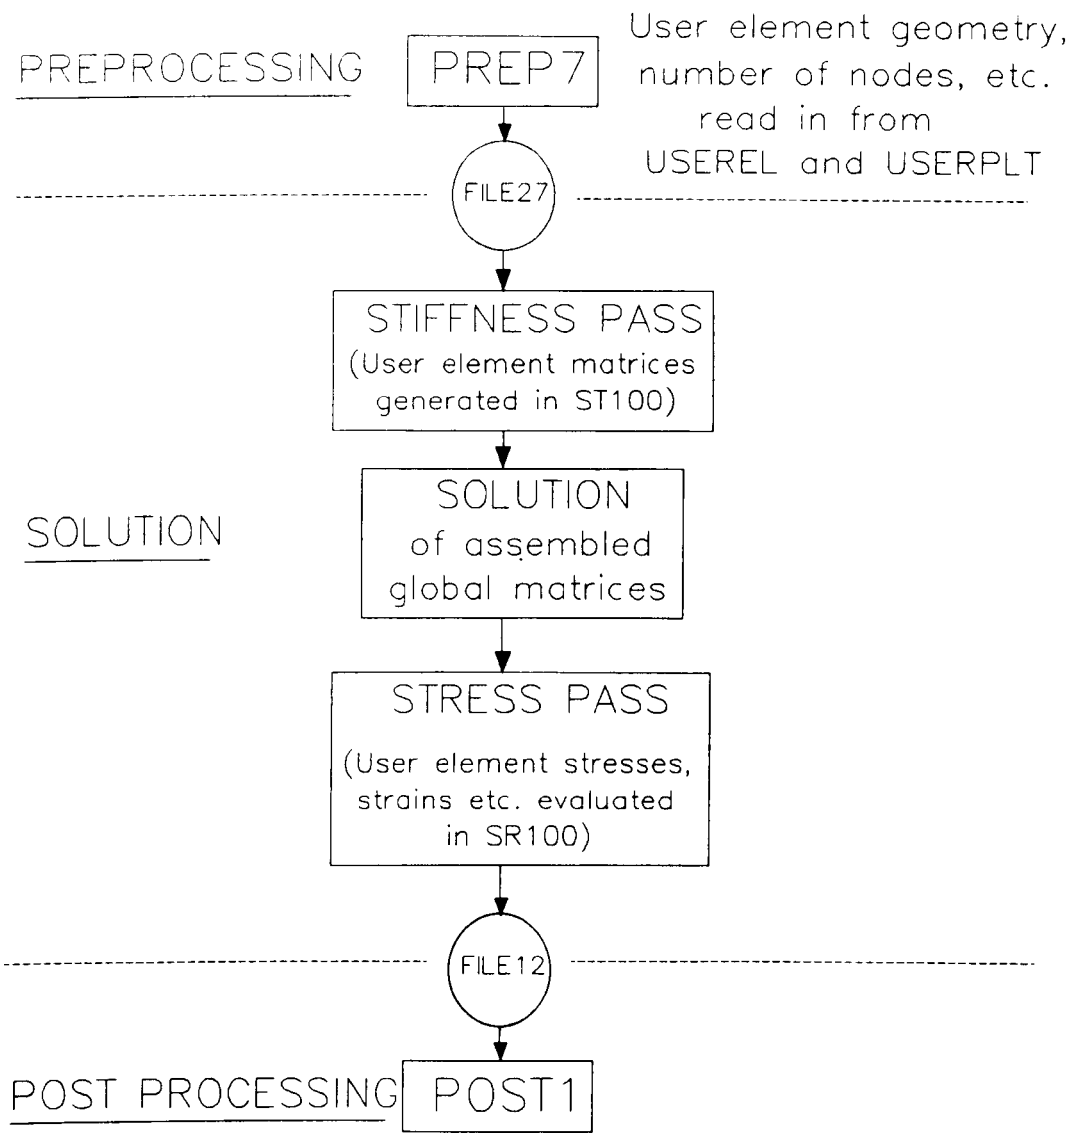 PREPROCESSING
PREP7
User element geometry,
number of nodes, etc.
read in from
USEREL and USERPLT
FILE27
STIFFNESS PASS
(User element matrices
generated in ST100)
SOLUTION
SOLUTION
of assembled
global matrices
STRESS PASS
(User element stresses,
strains etc. evaluated
in SR100)
FILE12
POST PROCESSING
POST1